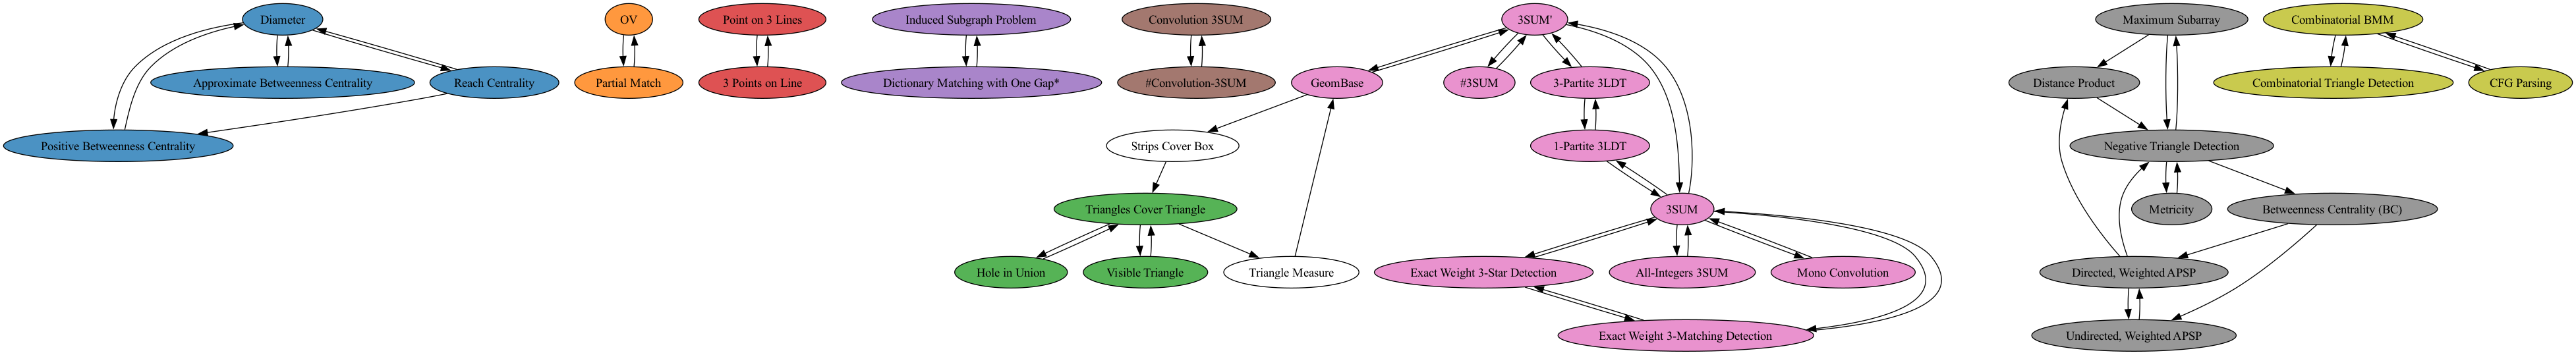 Diameter
OV
Point on 3 Lines
Induced Subgraph Problem
Convolution 3SUM
3SUM'
Maximum Subarray
Combinatorial BMM
Approximate Betweenness Centrality
Reach Centrality
Partial Match
3 Points on Line
Dictionary Matching with One Gap*
#Convolution-3SUM
GeomBase
#3SUM
3-Partite 3LDT
Distance Product
Combinatorial Triangle Detection
CFG Parsing
Positive Betweenness Centrality
Strips Cover Box
1-Partite 3LDT
Negative Triangle Detection
Triangles Cover Triangle
3SUM
Metricity
Betweenness Centrality (BC)
Hole in Union
Visible Triangle
Triangle Measure
Exact Weight 3-Star Detection
All-Integers 3SUM
Mono Convolution
Directed, Weighted APSP
Exact Weight 3-Matching Detection
Undirected, Weighted APSP